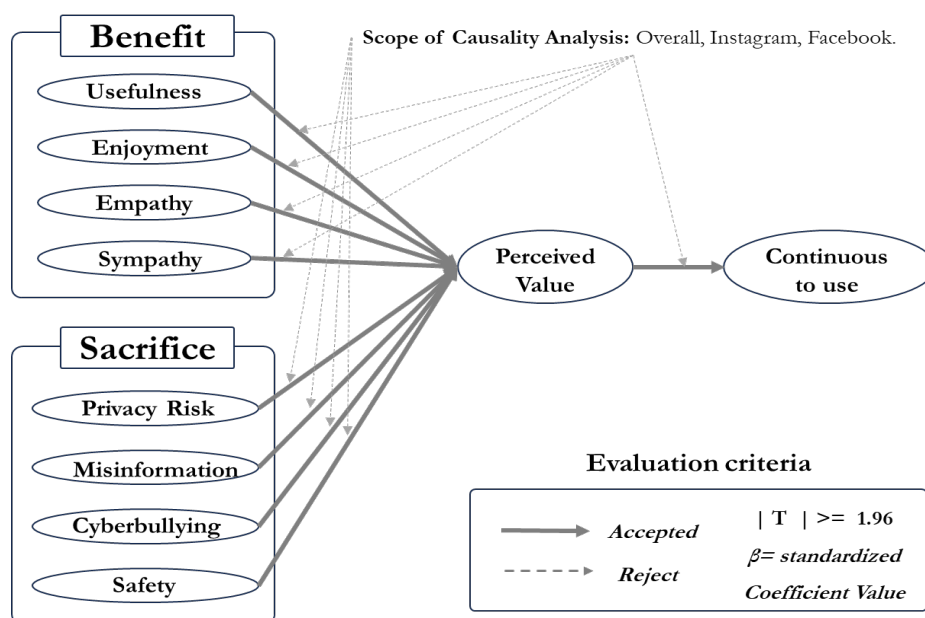 Benefit
Scope of Causality Analysis: Overall, Instagram, Facebook.
Usefulness
Enjoyment
Empathy
Sympathy
Perceived
Value
Continuous
to use
Sacrifice
Privacy Risk
Misinformation
Cyberbullying
Safety
Evaluation criteria
Accepted
Reject
| T | >= 1.96
β= standardized
Coefficient Value